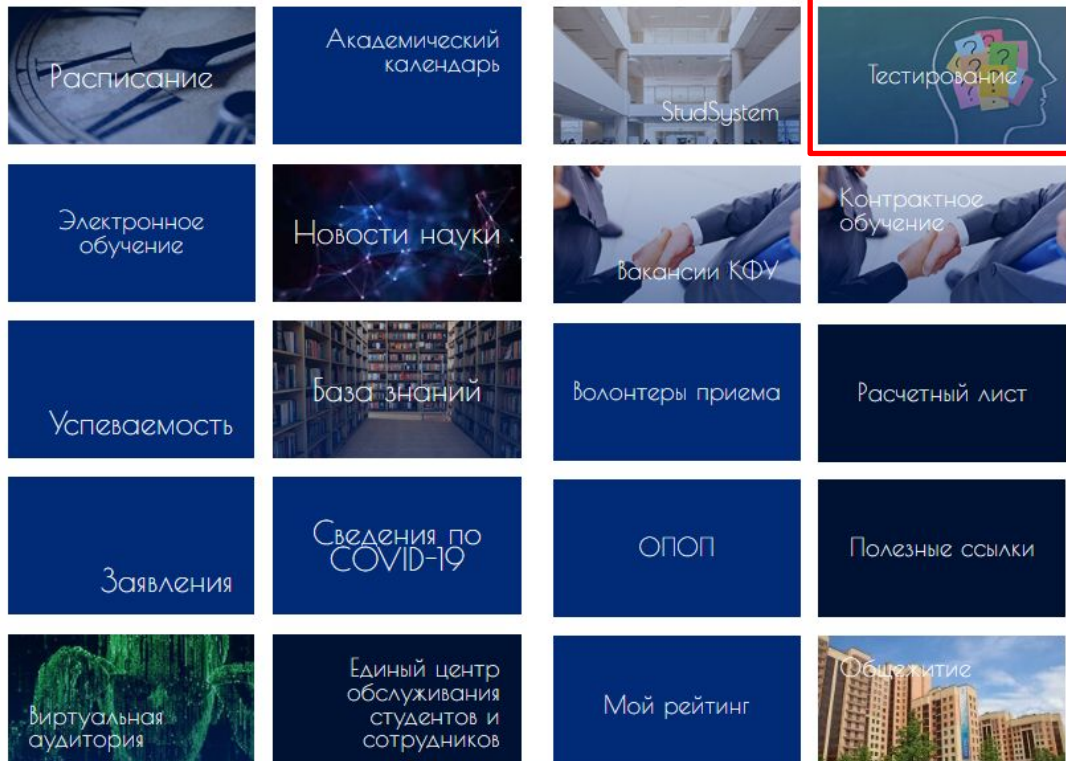 Расписание
Академический
календарь
StudSystem
Тестирование
Электронное
обучение
Новости науки
Вакансии КФУ
Контрактное
обучение
Успеваемость
База знаний
Волонтеры приема
Расчетный лист
Заявления
Сведения по
COVID-19
ОПОП
Полезные ссылки
Виртуальная
аудитория
Единый центр
обслуживания
студентов и
сотрудников
Мой рейтинг
Общежитие